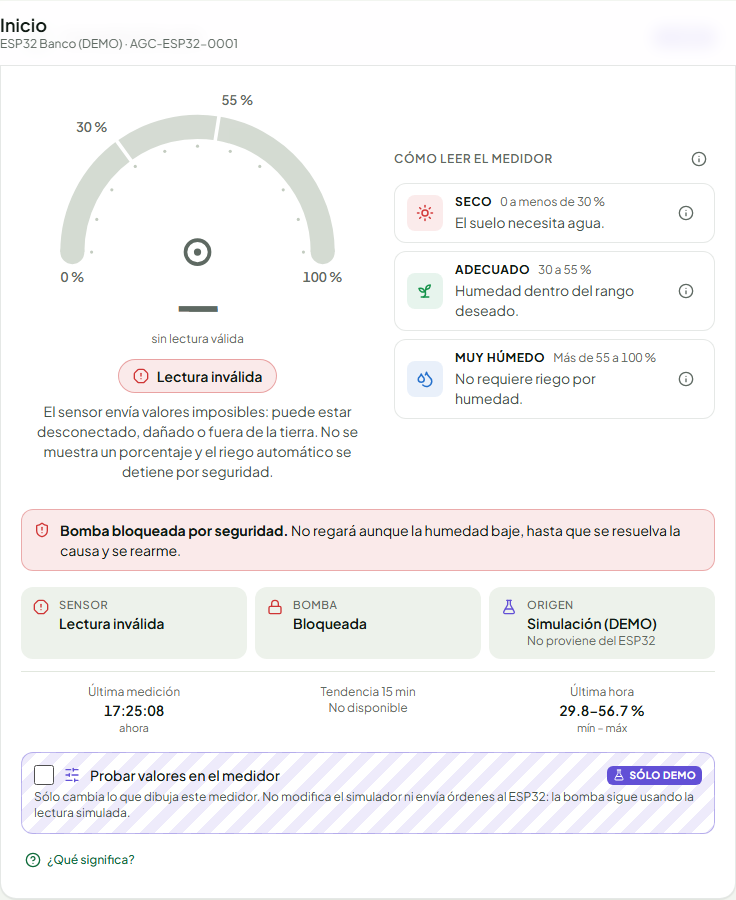 Inicio
ESP32 Banco (DEMO) · AGC-ESP32-0001
55 %
30 %
0 %
100 %
sin lectura válida
Lectura inválida
El sensor envía valores imposibles: puede estar
desconectado, dañado o fuera de la tierra. No se
muestra un porcentaje y el riego automático se
detiene por seguridad.
CÓMO LEER EL MEDIDOR
SECO 0 a menos de 30 %
El suelo necesita agua.
ADECUADO 30 a 55 %
Humedad dentro del rango
deseado.
MUY HÚMEDO Más de 55 a 100 %
No requiere riego por
humedad.
Bomba bloqueada por seguridad. No regará aunque la humedad baje, hasta que se resuelva la
causa y se rearme.
SENSOR
Lectura inválida
BOMBA
Bloqueada
ORIGEN
Simulación (DEMO)
No proviene del ESP32
Última medición
17:25:08
ahora
Tendencia 15 min
No disponible
Última hora
29.8–56.7 %
mín – máx
Probar valores en el medidor
SÓLO DEMO
Sólo cambia lo que dibuja este medidor. No modifica el simulador ni envía órdenes al ESP32: la bomba sigue usando la
lectura simulada.
¿Qué significa?